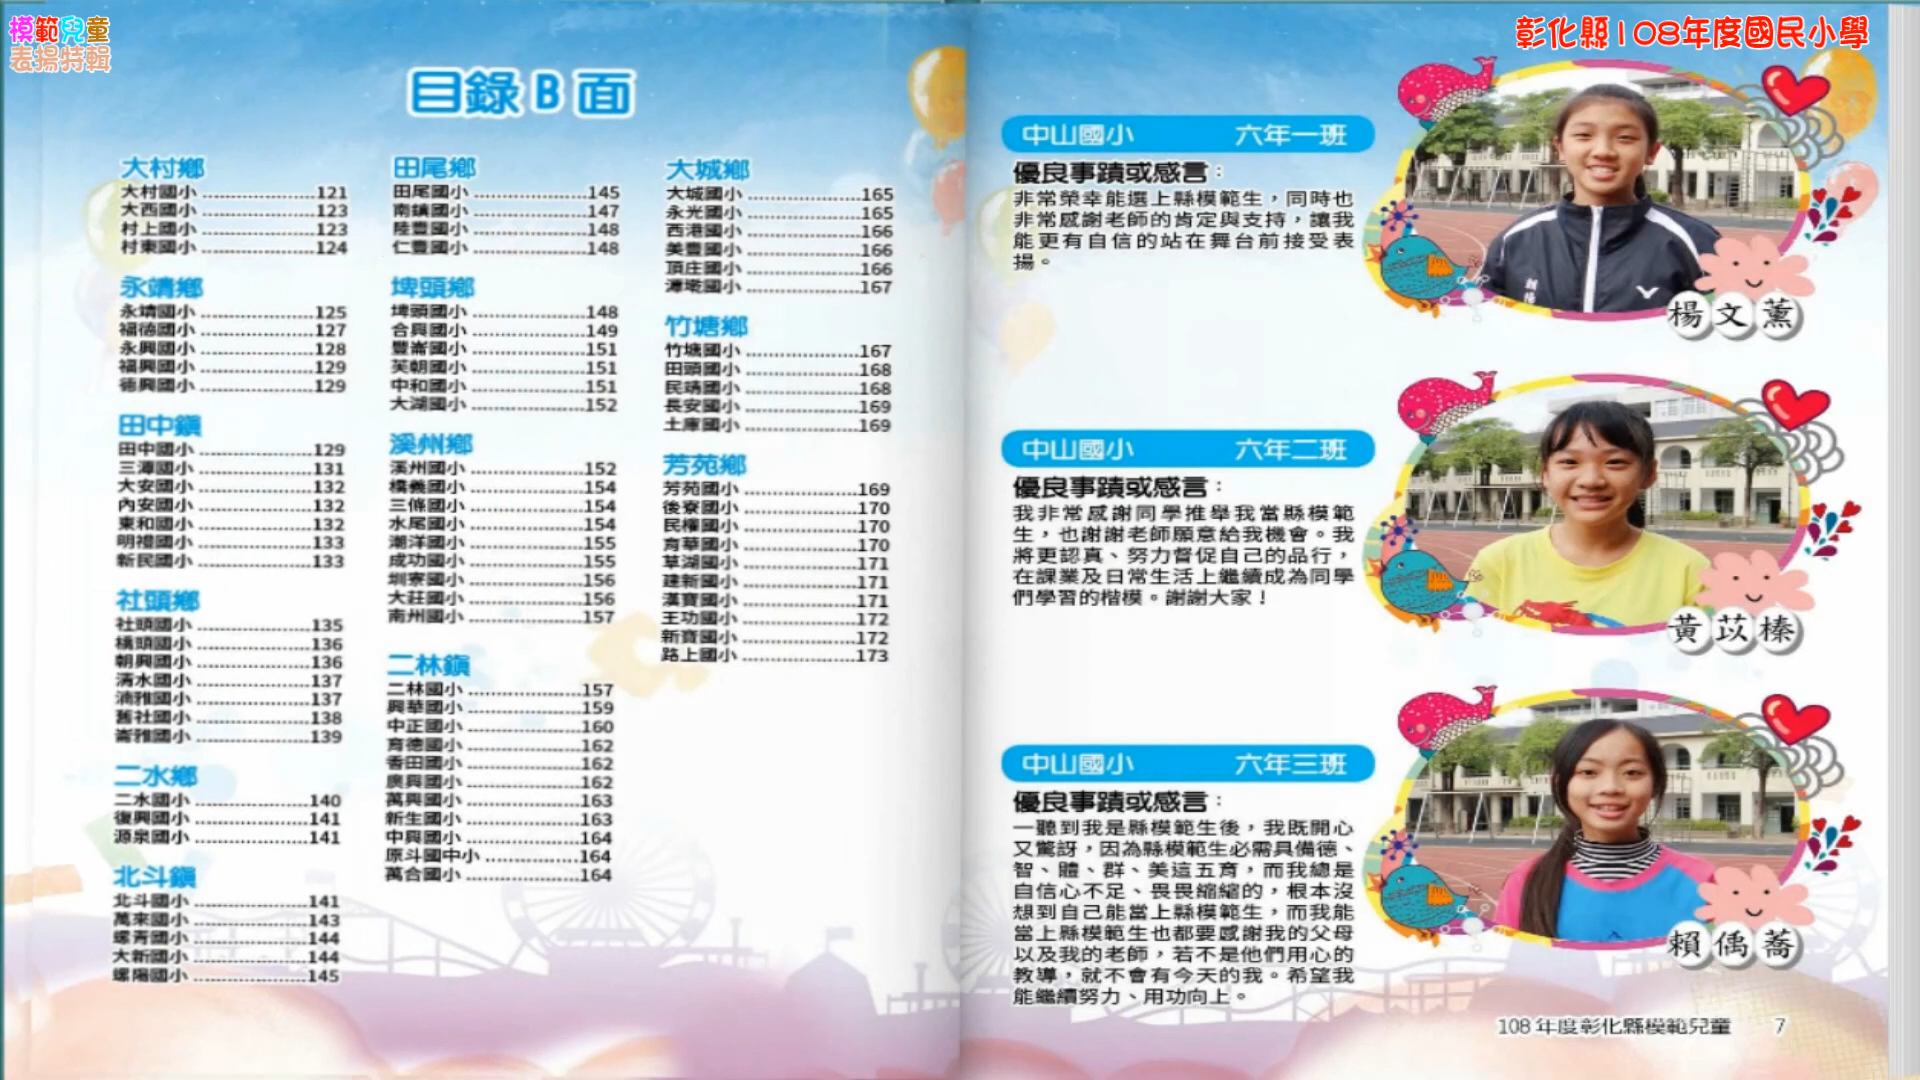 模範兒童
表揚特輯
彰化縣108年度國民小學
目錄 B 面
大村鄉
大村國小 ....................121
大西國小 ....................123
村上國小 ....................123
村東國小 ....................124
永靖鄉
永靖國小 ....................125
福德國小 ....................127
永興國小 ....................128
福興國小 ....................129
德興國小 ....................129
田中鎮
田中國小 ....................129
三潭國小 ....................131
大安國小 ....................132
內安國小 ....................132
東和國小 ....................132
明禮國小 ....................133
新民國小 ....................133
社頭鄉
社頭國小 ....................135
橋頭國小 ....................136
朝興國小 ....................136
清水國小 ....................137
湳雅國小 ....................137
舊社國小 ....................138
崙雅國小 ....................139
二水鄉
二水國小 ....................140
復興國小 ....................141
源泉國小 ....................141
北斗鎮
北斗國小 ....................141
萬來國小 ....................143
螺青國小 ....................144
大新國小 ....................144
螺陽國小 ....................145
田尾鄉
田尾國小 ....................145
南鎮國小 ....................147
陸豐國小 ....................148
仁豐國小 ....................148
埤頭鄉
埤頭國小 ....................148
合興國小 ....................149
豐崙國小 ....................151
芙朝國小 ....................151
中和國小 ....................151
大湖國小 ....................152
溪州鄉
溪州國小 ....................152
橋義國小 ....................154
三條國小 ....................154
水尾國小 ....................154
潮洋國小 ....................155
成功國小 ....................155
圳寮國小 ....................156
大莊國小 ....................156
南州國小 ....................157
二林鎮
二林國小 ....................157
興華國小 ....................159
中正國小 ....................160
育德國小 ....................162
香田國小 ....................162
廣興國小 ....................162
萬興國小 ....................163
新生國小 ....................163
中興國小 ....................164
原斗國中小 ................164
萬合國小 ....................164
大城鄉
大城國小 ....................165
永光國小 ....................165
西港國小 ....................166
美豐國小 ....................166
頂庄國小 ....................166
潭墘國小 ....................167
竹塘鄉
竹塘國小 ....................167
田頭國小 ....................168
民靖國小 ....................168
長安國小 ....................169
土庫國小 ....................169
芳苑鄉
芳苑國小 ....................169
後寮國小 ....................170
民權國小 ....................170
育華國小 ....................170
草湖國小 ....................171
建新國小 ....................171
漢寶國小 ....................171
王功國小 ....................172
新寶國小 ....................172
路上國小 ....................173
中山國小 六年一班
優良事蹟或感言：
非常榮幸能選上縣模範生，同時也
非常感謝老師的肯定與支持，讓我
能更有自信的站在舞台前接受表
揚。
楊文薰
中山國小 六年二班
優良事蹟或感言：
我非常感謝同學推舉我當縣模範
生，也謝謝老師願意給我機會。我
將更認真、努力督促自己的品行，
在課業及日常生活上繼續成為同學
們學習的楷模。謝謝大家！
黃苡榛
中山國小 六年三班
優良事蹟或感言：
一聽到我是縣模範生後，我既開心
又驚訝，因為縣模範生必需具備德、
智、體、群、美這五育，而我總是
自信心不足、畏畏縮縮的，根本沒
想到自己能當上縣模範生，而我能
當上縣模範生也都要感謝我的父母
以及我的老師，若不是他們用心的
教導，就不會有今天的我。希望我
能繼續努力、用功向上。
賴偊蕎
108 年度彰化縣模範兒童 7